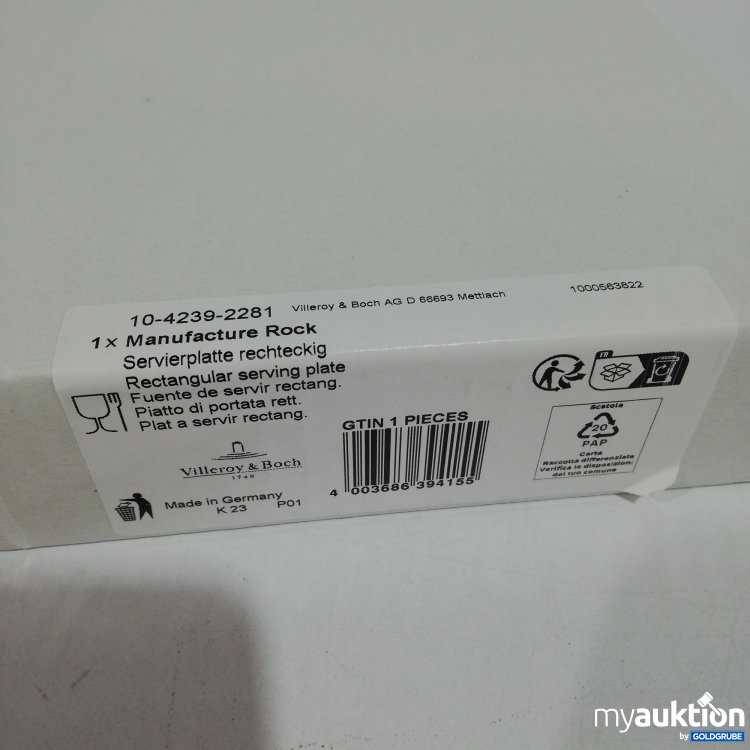 10-4239-2281 Villeroy & Boch AG D 66693 Mettlach 1000563822
1x Manufacture Rock
Servierplatte rechteckig
Rectangular serving plate
Fuente de servir rectang.
Piatto di portata rett.
Plat a servir rectang.
GTIN 1 PIECES
4 003686 394155
Villeroy & Boch
1748
Made in Germany
K 23 P01
FR
Scatola
20
PAP
Carta
Raccolta differenziata
Verifica le disposizioni
del tuo comune
myauktion
by GOLDGRUBE